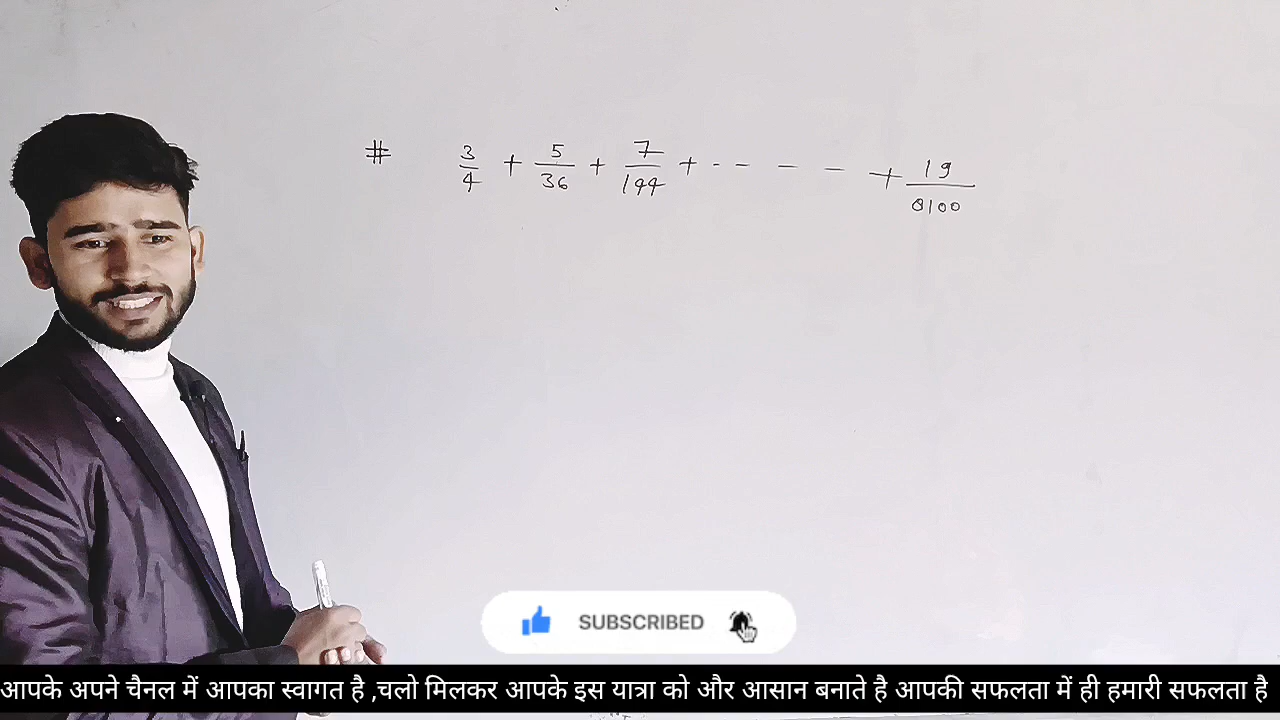 # 3/4 + 5/36 + 7/144 + - - - - + 19/8100
SUBSCRIBED
आपके अपने चैनल में आपका स्वागत है ,चलो मिलकर आपके इस यात्रा को और आसान बनाते है आपकी सफलता में ही हमारी सफलता है